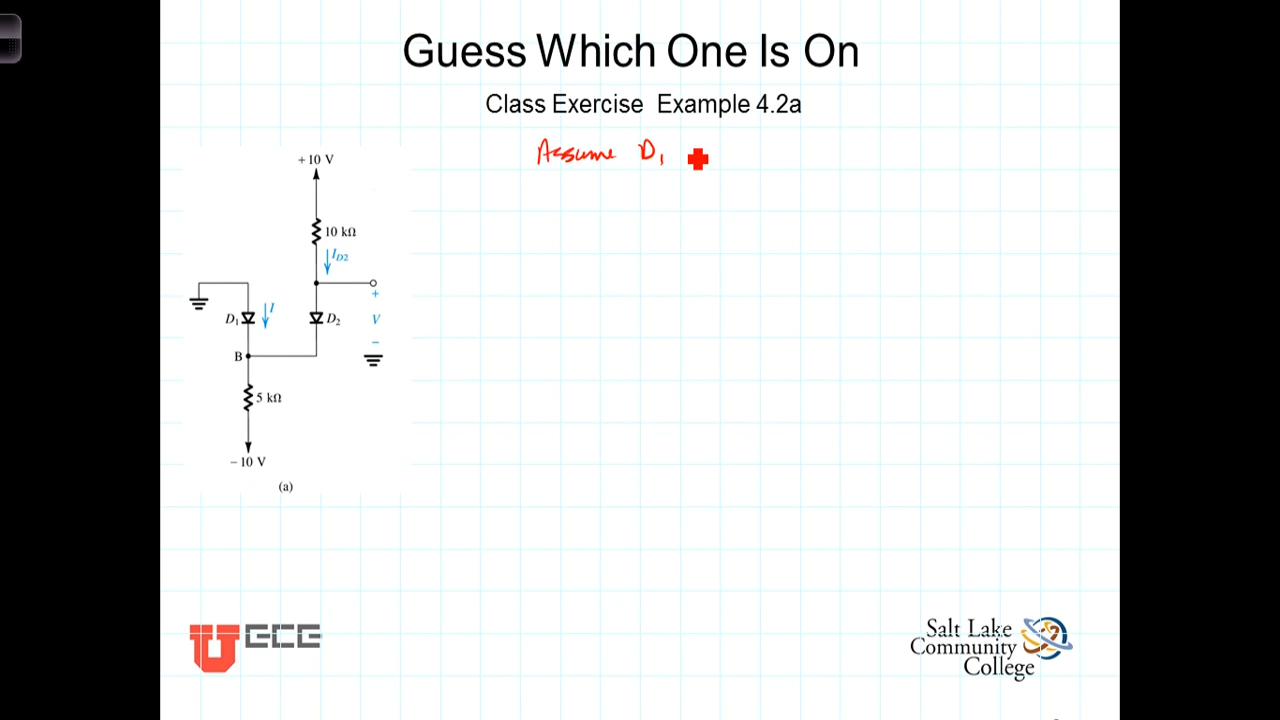 Guess Which One Is On
Class Exercise Example 4.2a
Assume D₁
+ 10 V
10 kΩ
I_D2
+
D₁
I
D₂
V
−
B
5 kΩ
− 10 V
(a)
U ECE
Salt Lake
Community
College